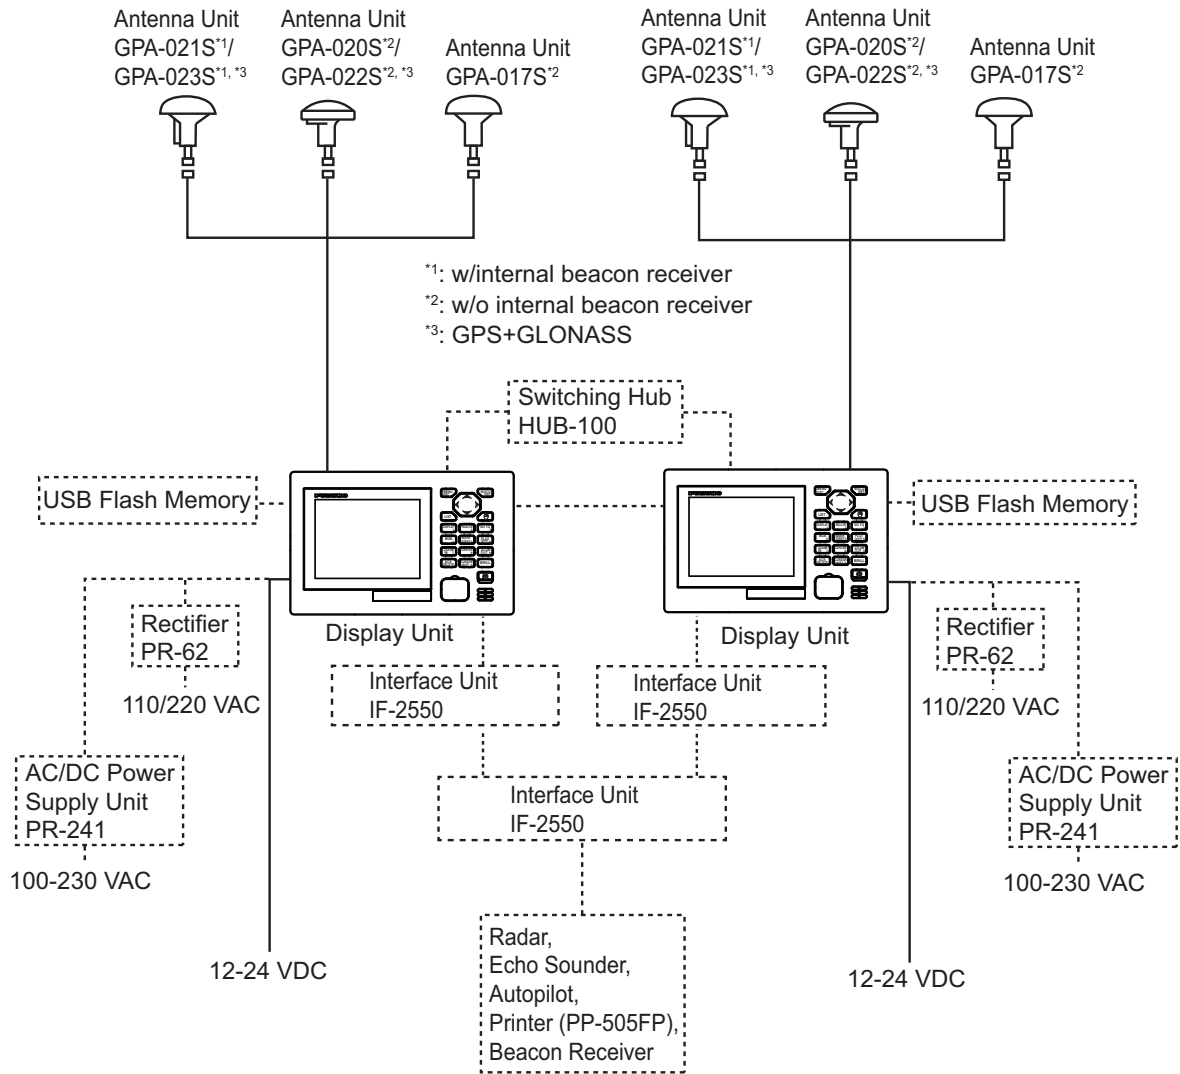 Antenna Unit
GPA-021S*1/
GPA-023S*1, *3
Antenna Unit
GPA-020S*2/
GPA-022S*2, *3
Antenna Unit
GPA-017S*2
Antenna Unit
GPA-021S*1/
GPA-023S*1, *3
Antenna Unit
GPA-020S*2/
GPA-022S*2, *3
Antenna Unit
GPA-017S*2
*1: w/internal beacon receiver
*2: w/o internal beacon receiver
*3: GPS+GLONASS
Switching Hub
HUB-100
USB Flash Memory
USB Flash Memory
Display Unit
Display Unit
Rectifier
PR-62
110/220 VAC
Interface Unit
IF-2550
Interface Unit
IF-2550
Rectifier
PR-62
110/220 VAC
AC/DC Power
Supply Unit
PR-241
100-230 VAC
Interface Unit
IF-2550
AC/DC Power
Supply Unit
PR-241
100-230 VAC
12-24 VDC
Radar,
Echo Sounder,
Autopilot,
Printer (PP-505FP),
Beacon Receiver
12-24 VDC